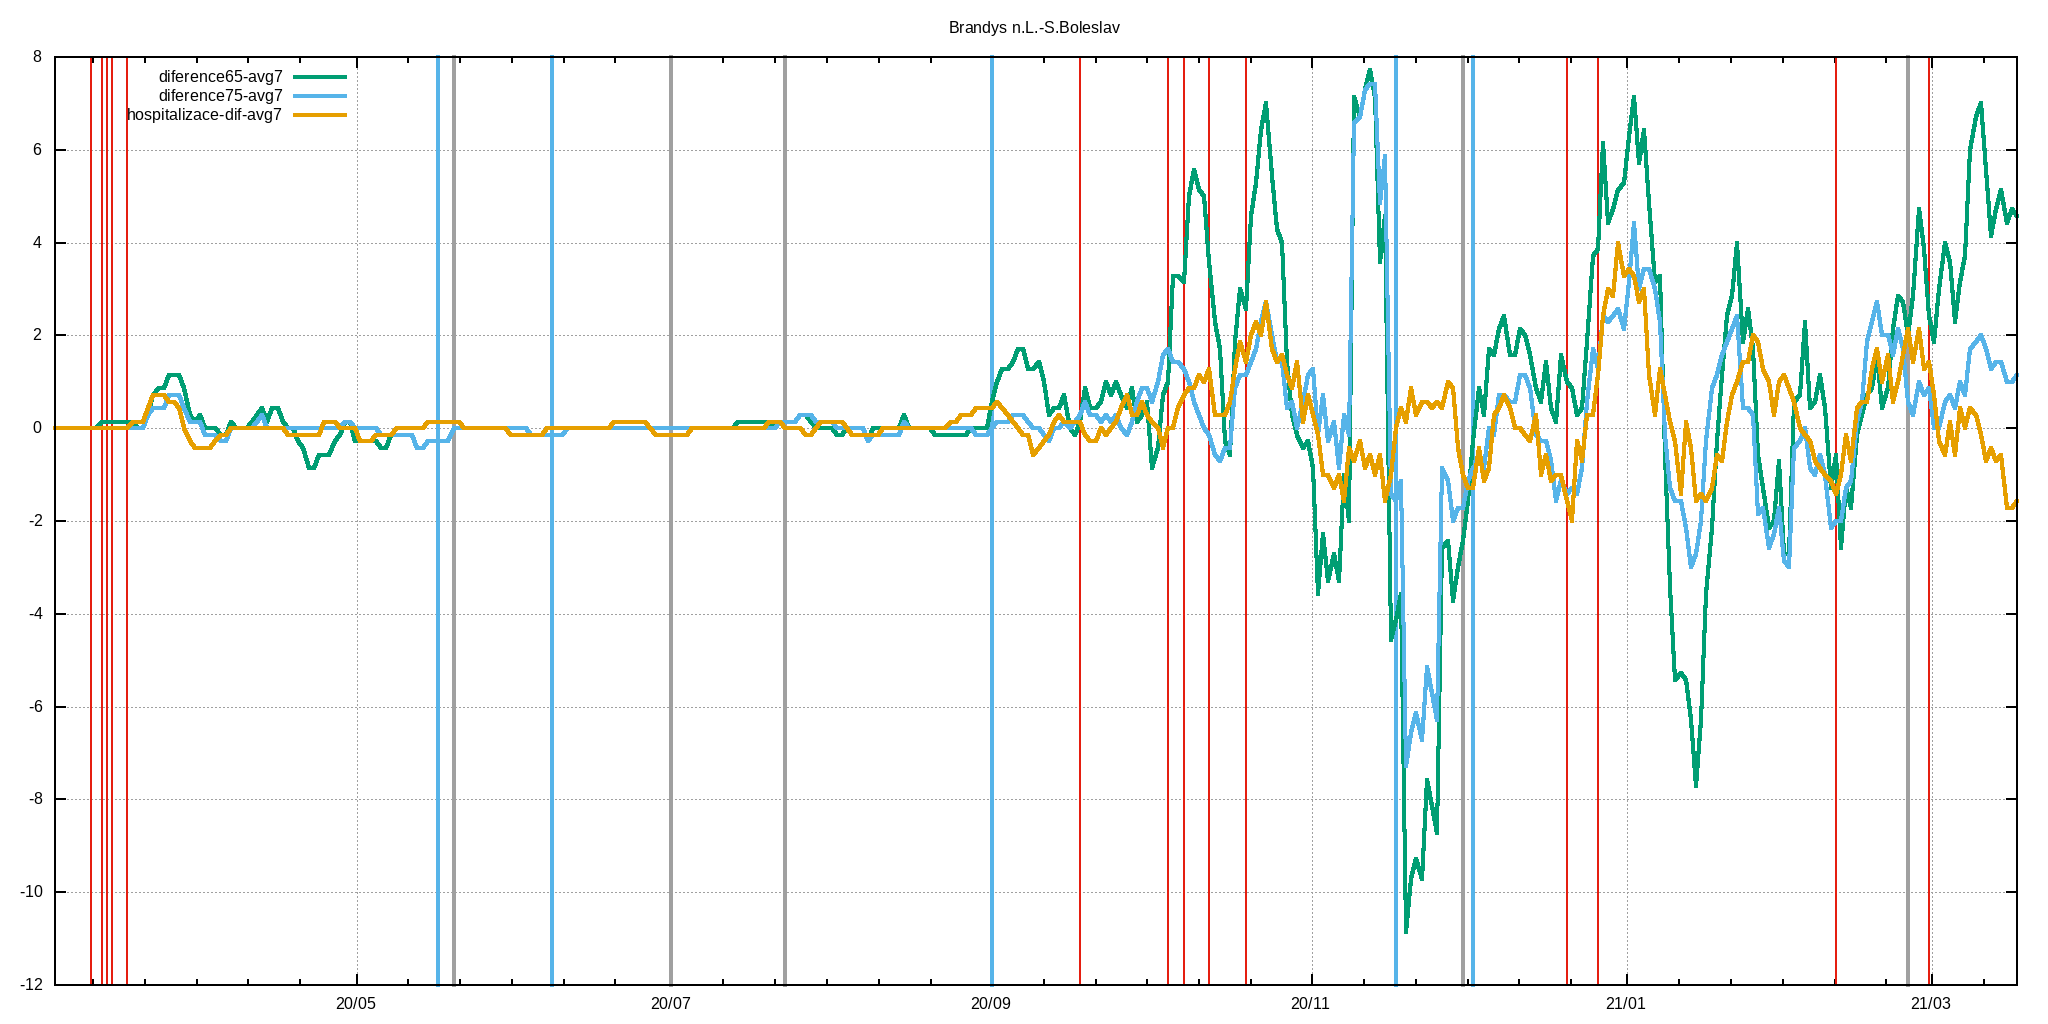 Brandys n.L.-S.Boleslav
diference65-avg7
diference75-avg7
hospitalizace-dif-avg7
8
6
4
2
0
-2
-4
-6
-8
-10
-12
20/05 20/07 20/09 20/11 21/01 21/03